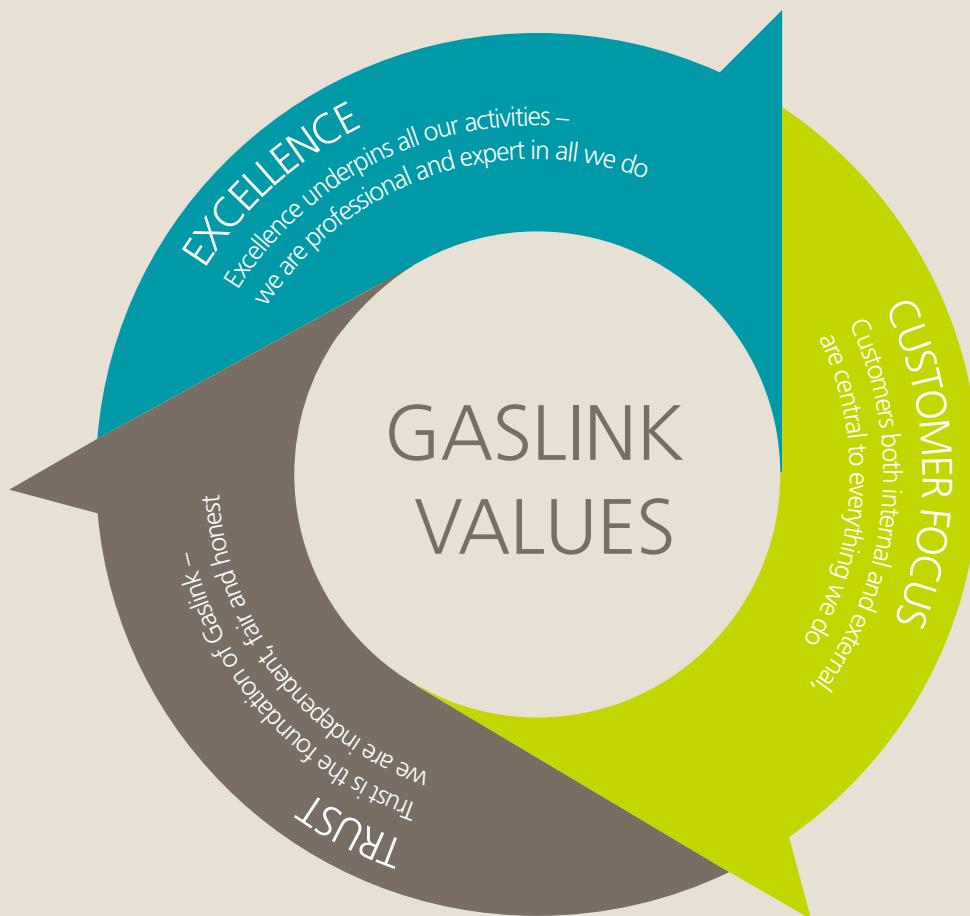 GASLINK
VALUES
EXCELLENCE
Excellence underpins all our activities –
we are professional and expert in all we do
CUSTOMER FOCUS
Customers both internal and external,
are central to everything we do
TRUST
Trust is the foundation of Gaslink –
we are independent, fair and honest